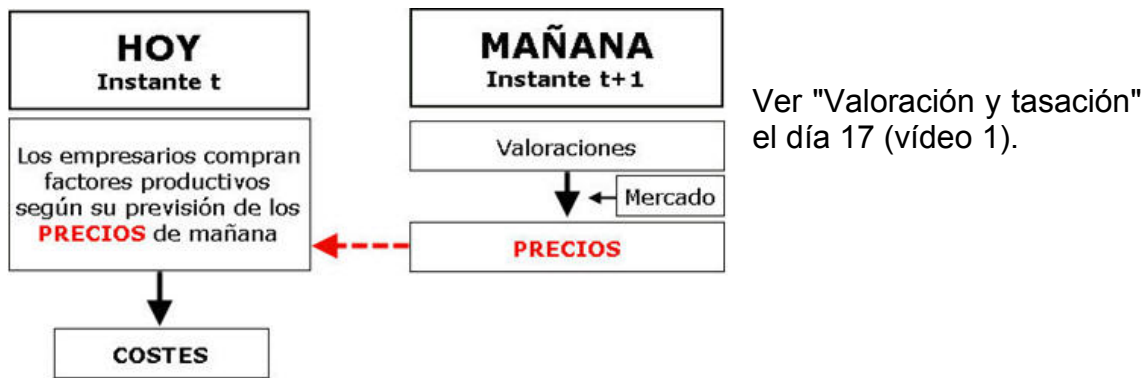 HOY
Instante t
Los empresarios compran
factores productivos
según su previsión de los
PRECIOS de mañana
COSTES
MAÑANA
Instante t+1
Valoraciones
Mercado
PRECIOS
Ver "Valoración y tasación"
el día 17 (vídeo 1).